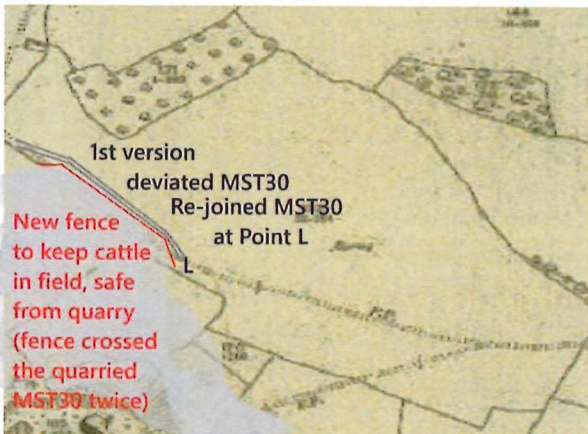 1st version
deviated MST30
Re-joined MST30
at Point L
L
New fence
to keep cattle
in field, safe
from quarry
(fence crossed
the quarried
MST30 twice)
F.P.
F.P.